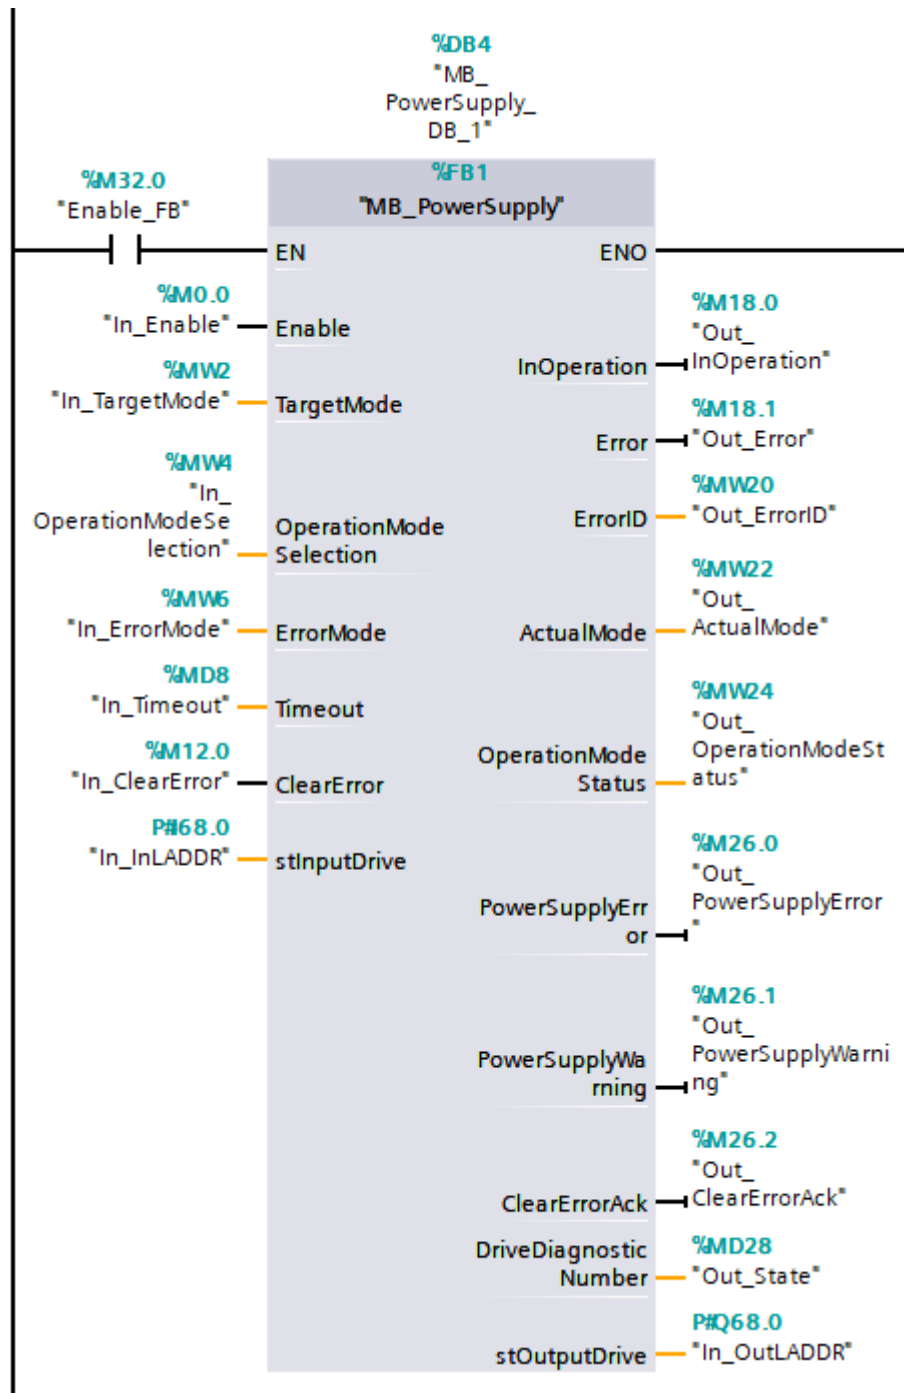 %DB4
"MB_
PowerSupply_
DB_1"
%FB1
"MB_PowerSupply"
%M32.0
"Enable_FB"
EN
ENO
%M0.0
"In_Enable"
Enable
%MW2
"In_TargetMode"
TargetMode
%MW4
"In_
OperationModeSe
lection"
OperationMode
Selection
%MW6
"In_ErrorMode"
ErrorMode
%MD8
"In_Timeout"
Timeout
%M12.0
"In_ClearError"
ClearError
P#I68.0
"In_InLADDR"
stInputDrive
InOperation
%M18.0
"Out_
InOperation"
Error
%M18.1
"Out_Error"
ErrorID
%MW20
"Out_ErrorID"
ActualMode
%MW22
"Out_
ActualMode"
OperationMode
Status
%MW24
"Out_
OperationModeSt
atus"
PowerSupplyErr
or
%M26.0
"Out_
PowerSupplyError
"
PowerSupplyWa
rning
%M26.1
"Out_
PowerSupplyWarni
ng"
ClearErrorAck
%M26.2
"Out_
ClearErrorAck"
DriveDiagnostic
Number
%MD28
"Out_State"
stOutputDrive
P#Q68.0
"In_OutLADDR"